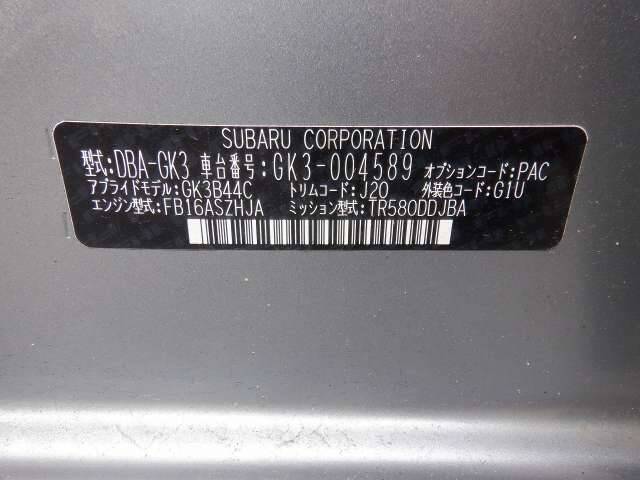 SUBARU CORPORATION
型式:DBA-GK3 車台番号:GK3-004589 オプションコード:PAC
アプライドモデル:GK3B44C トリムコード:J20 外装色コード:G1U
エンジン型式:FB16ASZHJA ミッション型式:TR580DDJBA